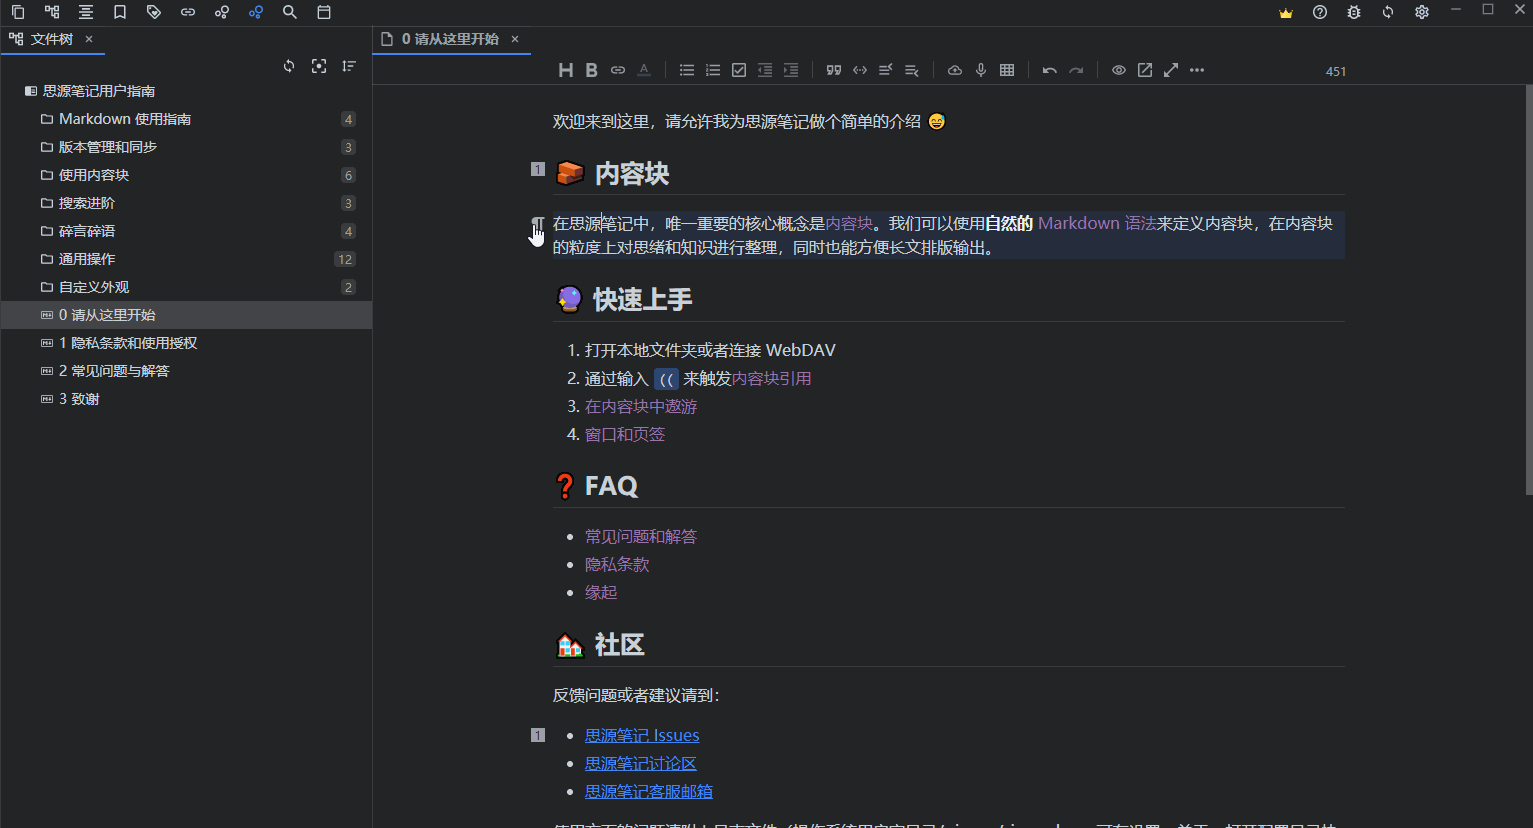 文件树
0 请从这里开始
451
思源笔记用户指南
Markdown 使用指南 4
版本管理和同步 3
使用内容块 6
搜索进阶 3
碎言碎语 4
通用操作 12
自定义外观 2
0 请从这里开始
1 隐私条款和使用授权
2 常见问题与解答
3 致谢
欢迎来到这里，请允许我为思源笔记做个简单的介绍 😅
1
🧱 内容块
在思源笔记中，唯一重要的核心概念是内容块。我们可以使用自然的 Markdown 语法来定义内容块，在内容块
的粒度上对思绪和知识进行整理，同时也能方便长文排版输出。
🔮 快速上手
1. 打开本地文件夹或者连接 WebDAV
2. 通过输入 (( 来触发内容块引用
3. 在内容块中遨游
4. 窗口和页签
❓ FAQ
常见问题和解答
隐私条款
缘起
🏘️ 社区
反馈问题或者建议请到：
1
思源笔记 Issues
思源笔记讨论区
思源笔记客服邮箱